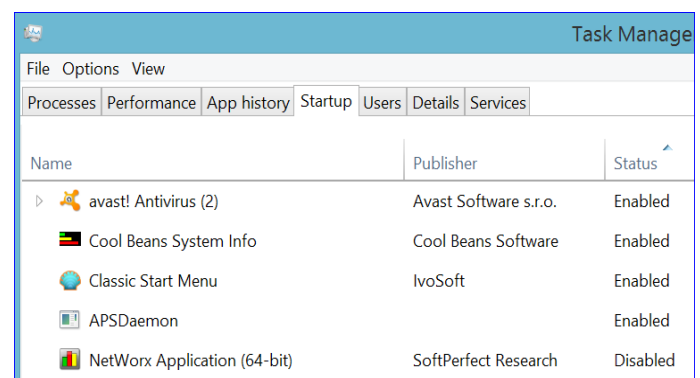 Task Manage
File Options View
Processes Performance App history Startup Users Details Services
Name Publisher Status
avast! Antivirus (2) Avast Software s.r.o. Enabled
Cool Beans System Info Cool Beans Software Enabled
Classic Start Menu IvoSoft Enabled
APSDaemon Enabled
NetWorx Application (64-bit) SoftPerfect Research Disabled